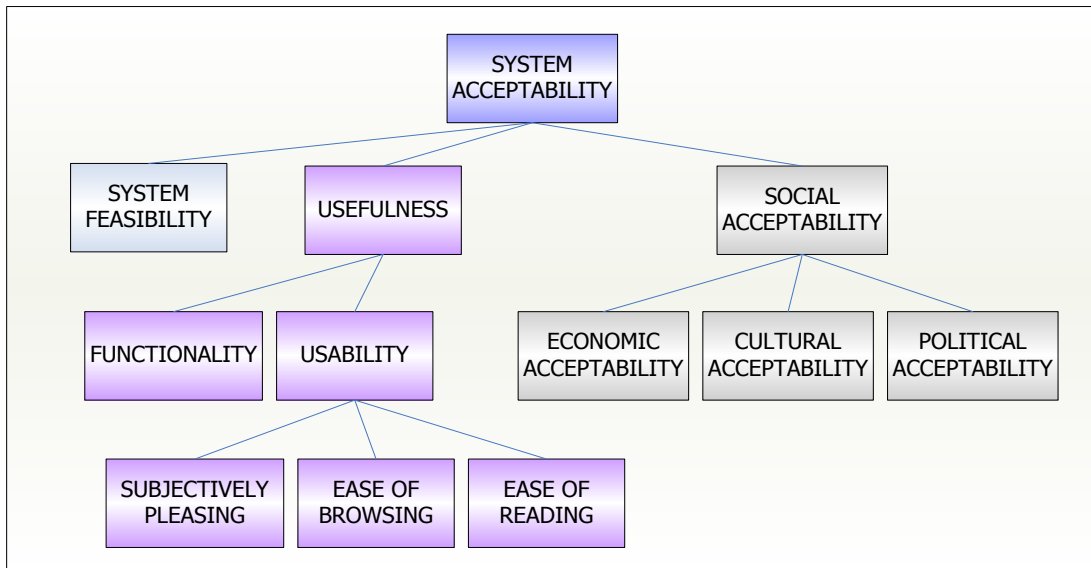 SYSTEM
ACCEPTABILITY
SYSTEM
FEASIBILITY
USEFULNESS
SOCIAL
ACCEPTABILITY
FUNCTIONALITY
USABILITY
ECONOMIC
ACCEPTABILITY
CULTURAL
ACCEPTABILITY
POLITICAL
ACCEPTABILITY
SUBJECTIVELY
PLEASING
EASE OF
BROWSING
EASE OF
READING